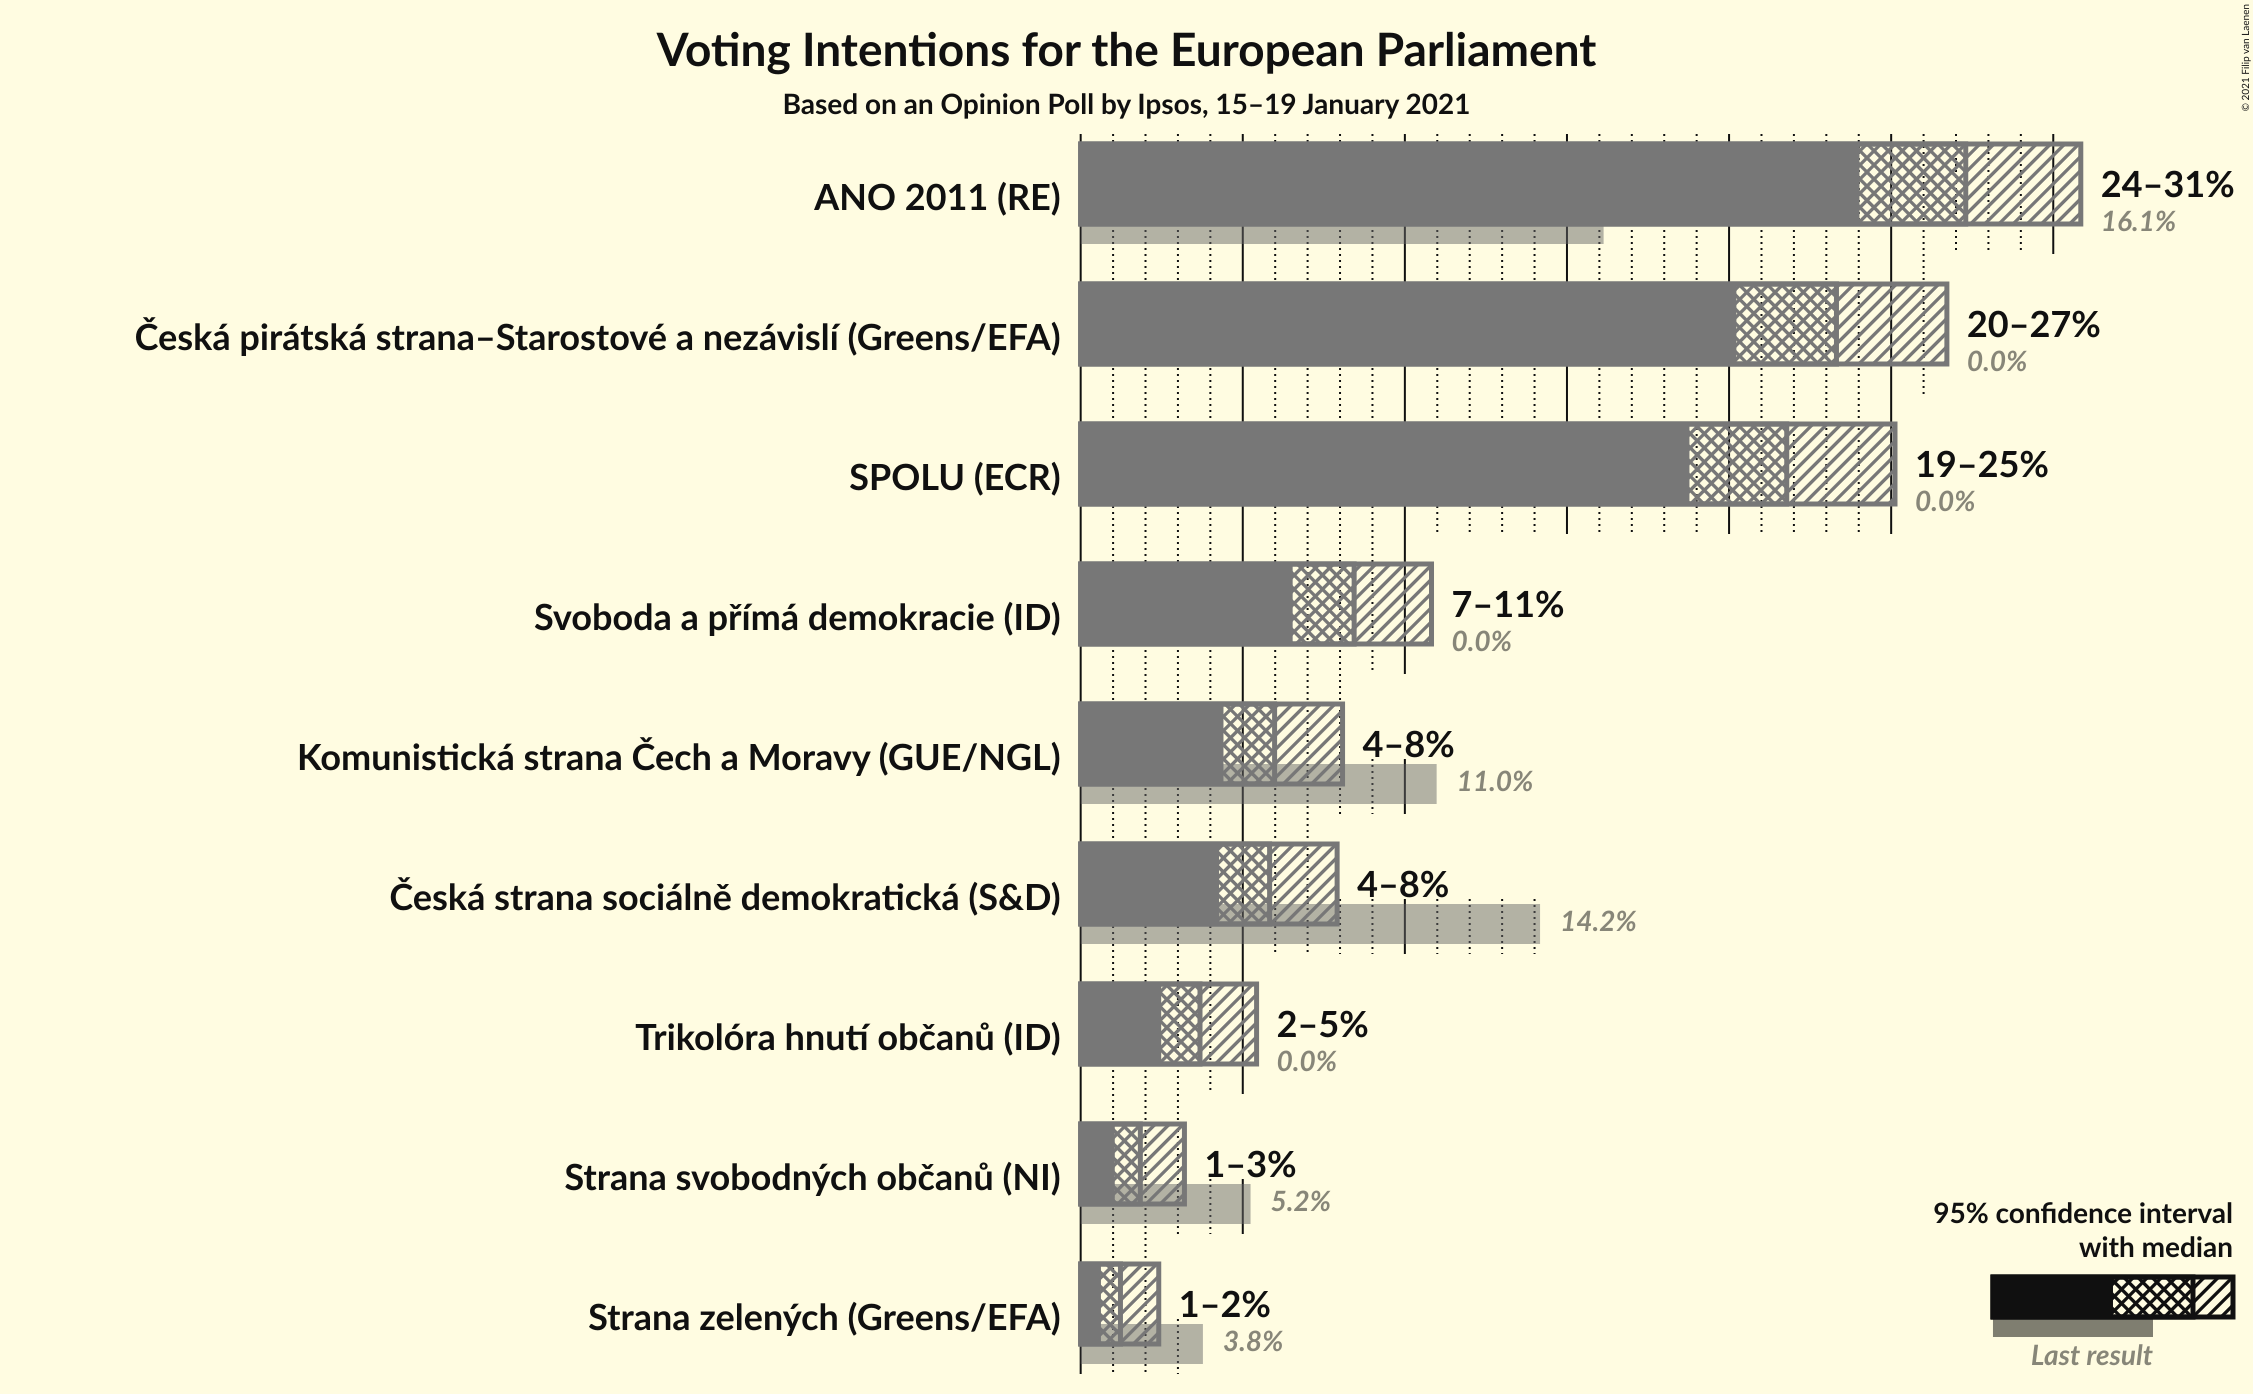 Voting Intentions for the European Parliament
Based on an Opinion Poll by Ipsos, 15–19 January 2021
© 2021 Filip van Laenen
ANO 2011 (RE)
24–31%
16.1%
Česká pirátská strana–Starostové a nezávislí (Greens/EFA)
20–27%
0.0%
SPOLU (ECR)
19–25%
0.0%
Svoboda a přímá demokracie (ID)
7–11%
0.0%
Komunistická strana Čech a Moravy (GUE/NGL)
4–8%
11.0%
Česká strana sociálně demokratická (S&D)
4–8%
14.2%
Trikolóra hnutí občanů (ID)
2–5%
0.0%
Strana svobodných občanů (NI)
1–3%
5.2%
Strana zelených (Greens/EFA)
1–2%
3.8%
95% confidence interval
with median
Last result